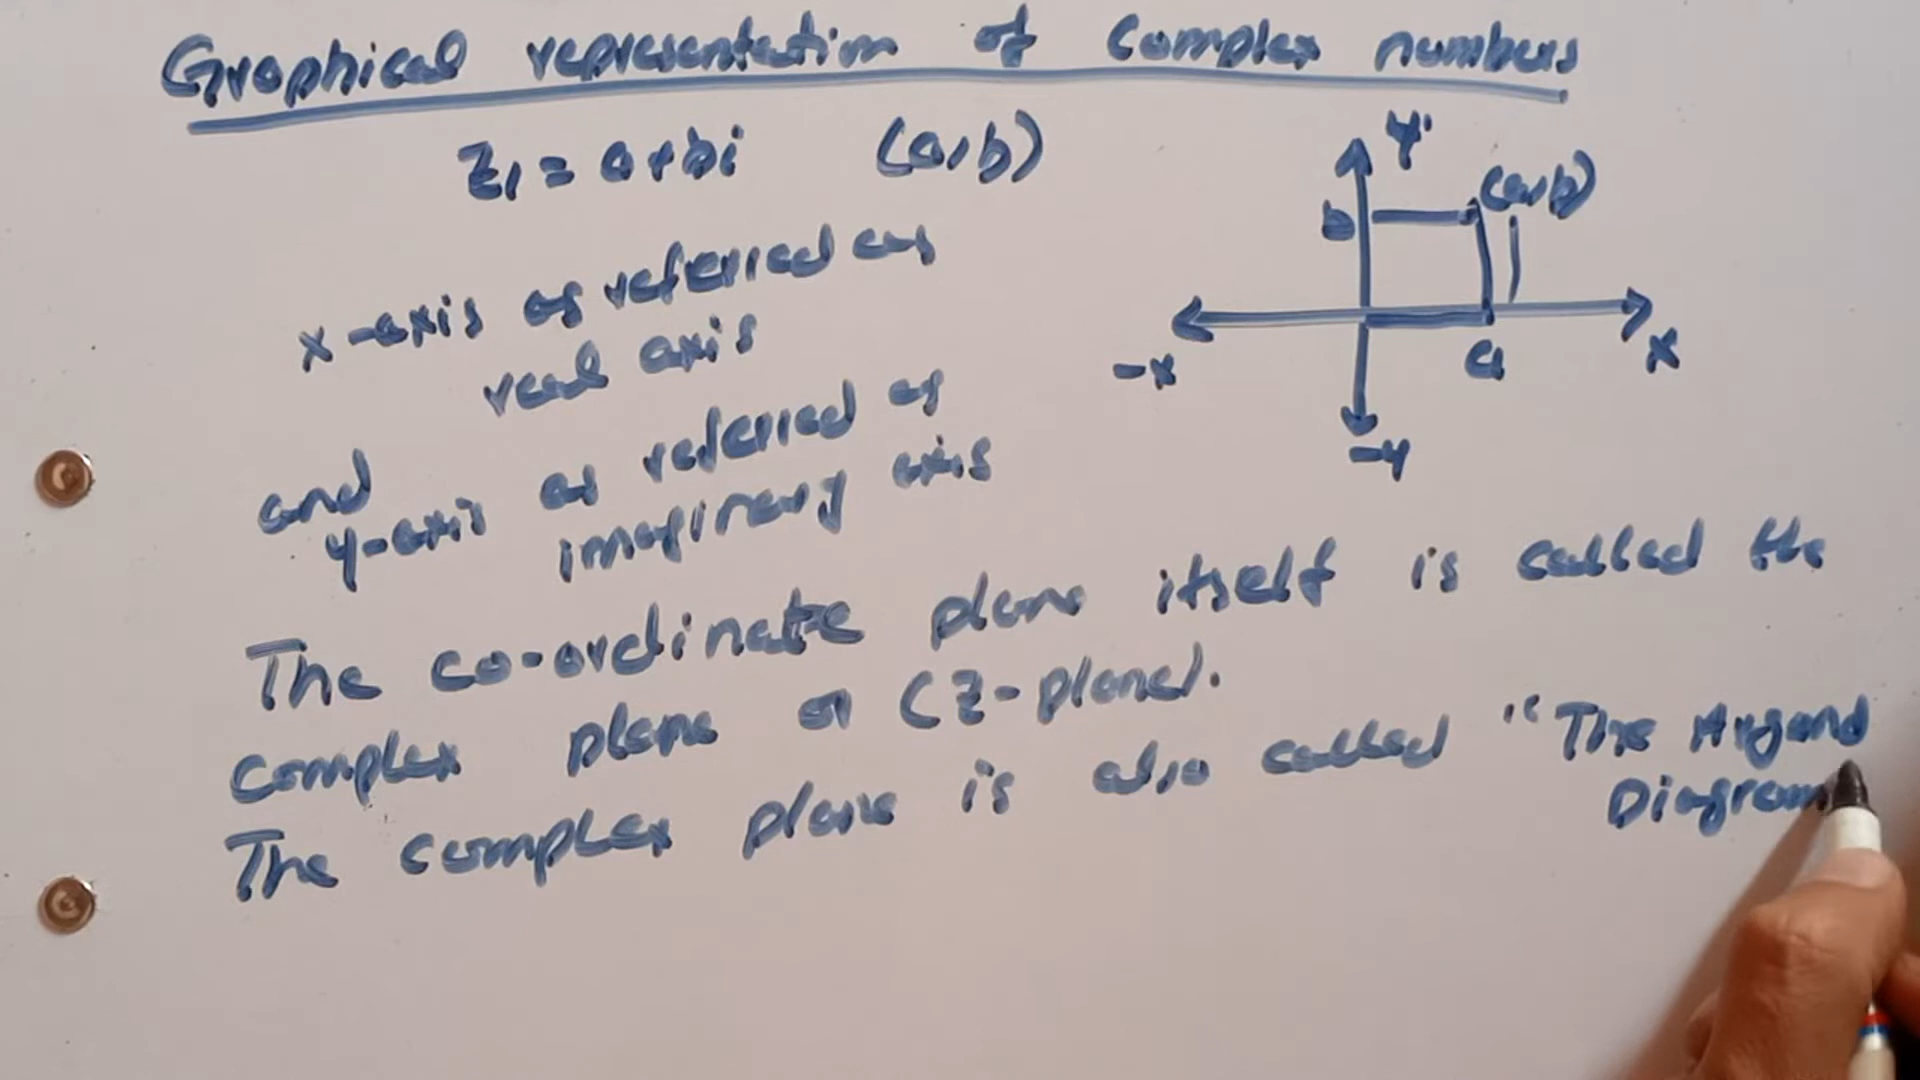 Graphical representation of Complex numbers
Z₁ = a+bi (a,b)
x-axis as referred as
real axis
and
y-axis as referred as
imaginary axis
Y
(a,b)
b
-x
a
x
-y
The co-ordinate plane itself is called the
complex plane or (Z-plane).
The complex plane is also called "The Argand
Diagram